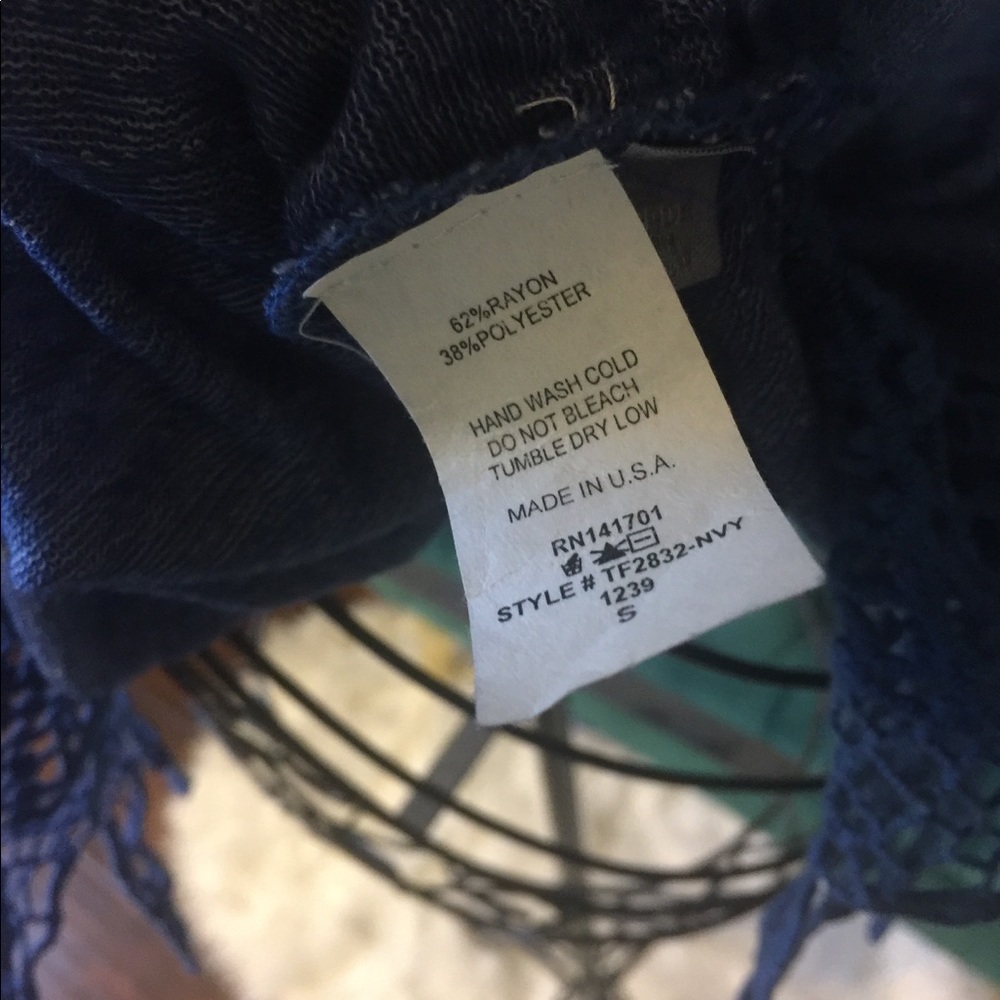 62%RAYON
38%POLYESTER
HAND WASH COLD
DO NOT BLEACH
TUMBLE DRY LOW
MADE IN U.S.A.
RN141701
STYLE # TF2832-NVY
1239
S